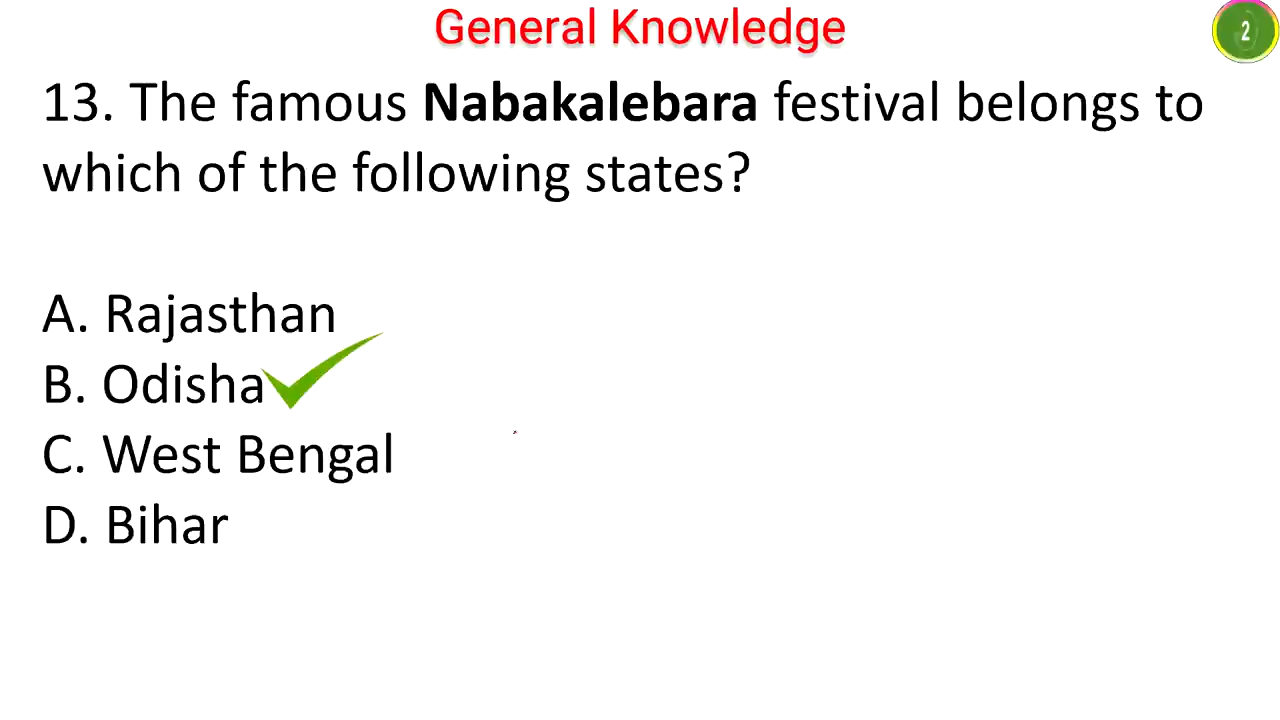 General Knowledge
2
13. The famous Nabakalebara festival belongs to
which of the following states?
A. Rajasthan
B. Odisha
C. West Bengal
D. Bihar